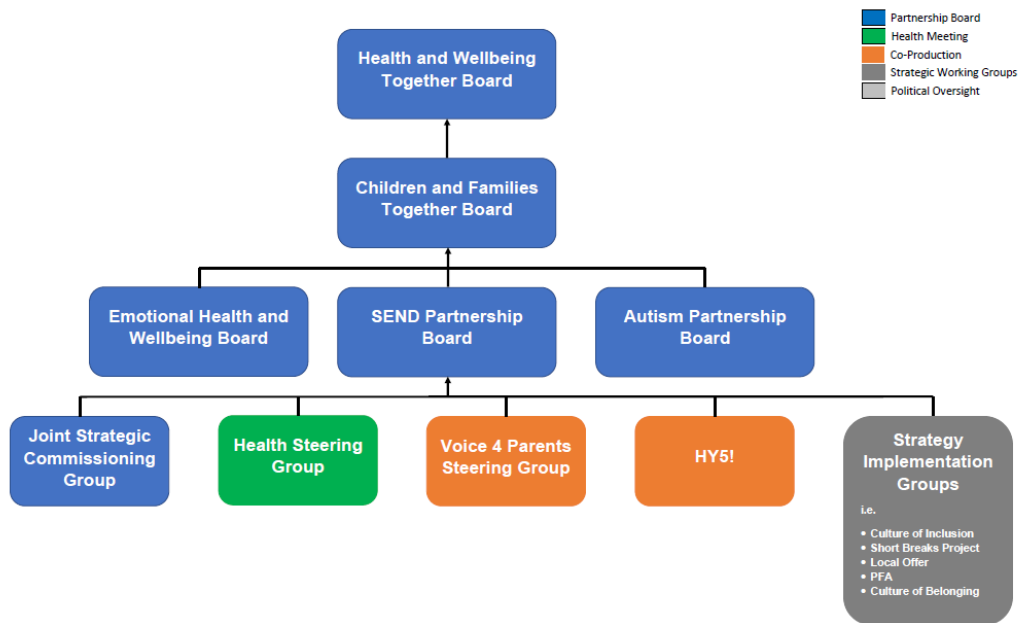 Partnership Board
Health Meeting
Co-Production
Strategic Working Groups
Political Oversight
Health and Wellbeing
Together Board
Children and Families
Together Board
Emotional Health and
Wellbeing Board
SEND Partnership
Board
Autism Partnership
Board
Joint Strategic
Commissioning
Group
Health Steering
Group
Voice 4 Parents
Steering Group
HY5!
Strategy
Implementation
Groups
i.e.
• Culture of Inclusion
• Short Breaks Project
• Local Offer
• PFA
• Culture of Belonging